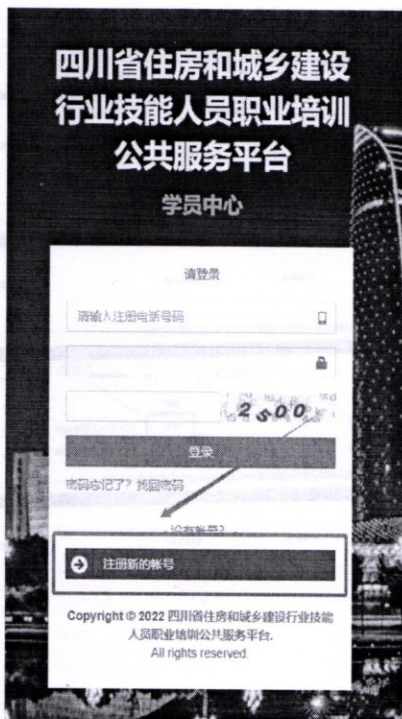 四川省住房和城乡建设
行业技能人员职业培训
公共服务平台
学员中心
请登录
请输入注册电话号码
2500
登录
密码忘记了？找回密码
没有帐号？
注册新的帐号
Copyright © 2022 四川省住房和城乡建设行业技能
人员职业培训公共服务平台.
All rights reserved.